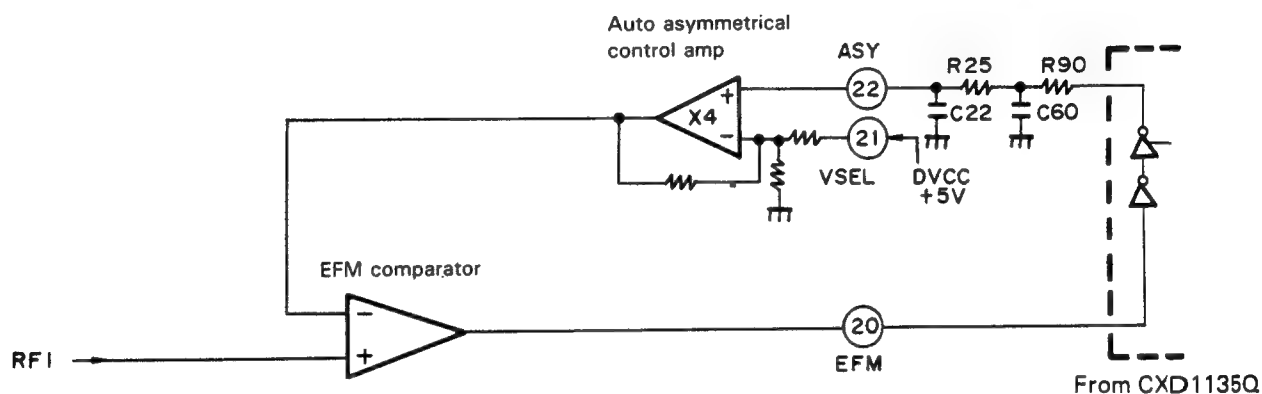 Auto asymmetrical
control amp
ASY
R25
R90
22
+
X4
−
C22
C60
21
VSEL
DVCC
+5V
EFM comparator
−
+
RFI
20
EFM
From CXD1135Q